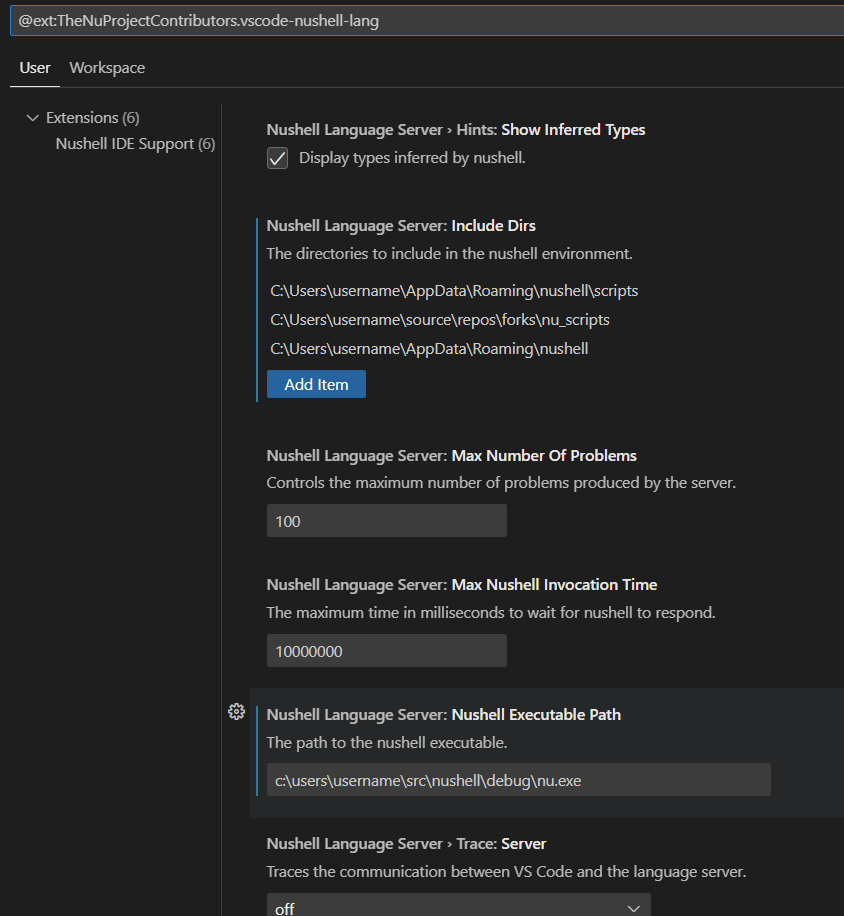 @ext:TheNuProjectContributors.vscode-nushell-lang
User Workspace
Extensions (6)
Nushell IDE Support (6)
Nushell Language Server › Hints: Show Inferred Types
Display types inferred by nushell.
Nushell Language Server: Include Dirs
The directories to include in the nushell environment.
C:\Users\username\AppData\Roaming\nushell\scripts
C:\Users\username\source\repos\forks\nu_scripts
C:\Users\username\AppData\Roaming\nushell
Add Item
Nushell Language Server: Max Number Of Problems
Controls the maximum number of problems produced by the server.
100
Nushell Language Server: Max Nushell Invocation Time
The maximum time in milliseconds to wait for nushell to respond.
10000000
Nushell Language Server: Nushell Executable Path
The path to the nushell executable.
c:\users\username\src\nushell\debug\nu.exe
Nushell Language Server › Trace: Server
Traces the communication between VS Code and the language server.
off